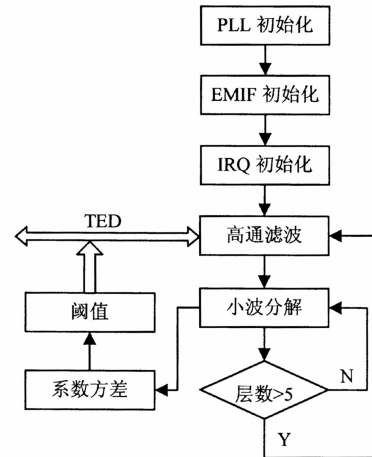 PLL 初始化
EMIF 初始化
IRQ 初始化
TED
高通滤波
阈值
小波分解
系数方差
层数>5
N
Y